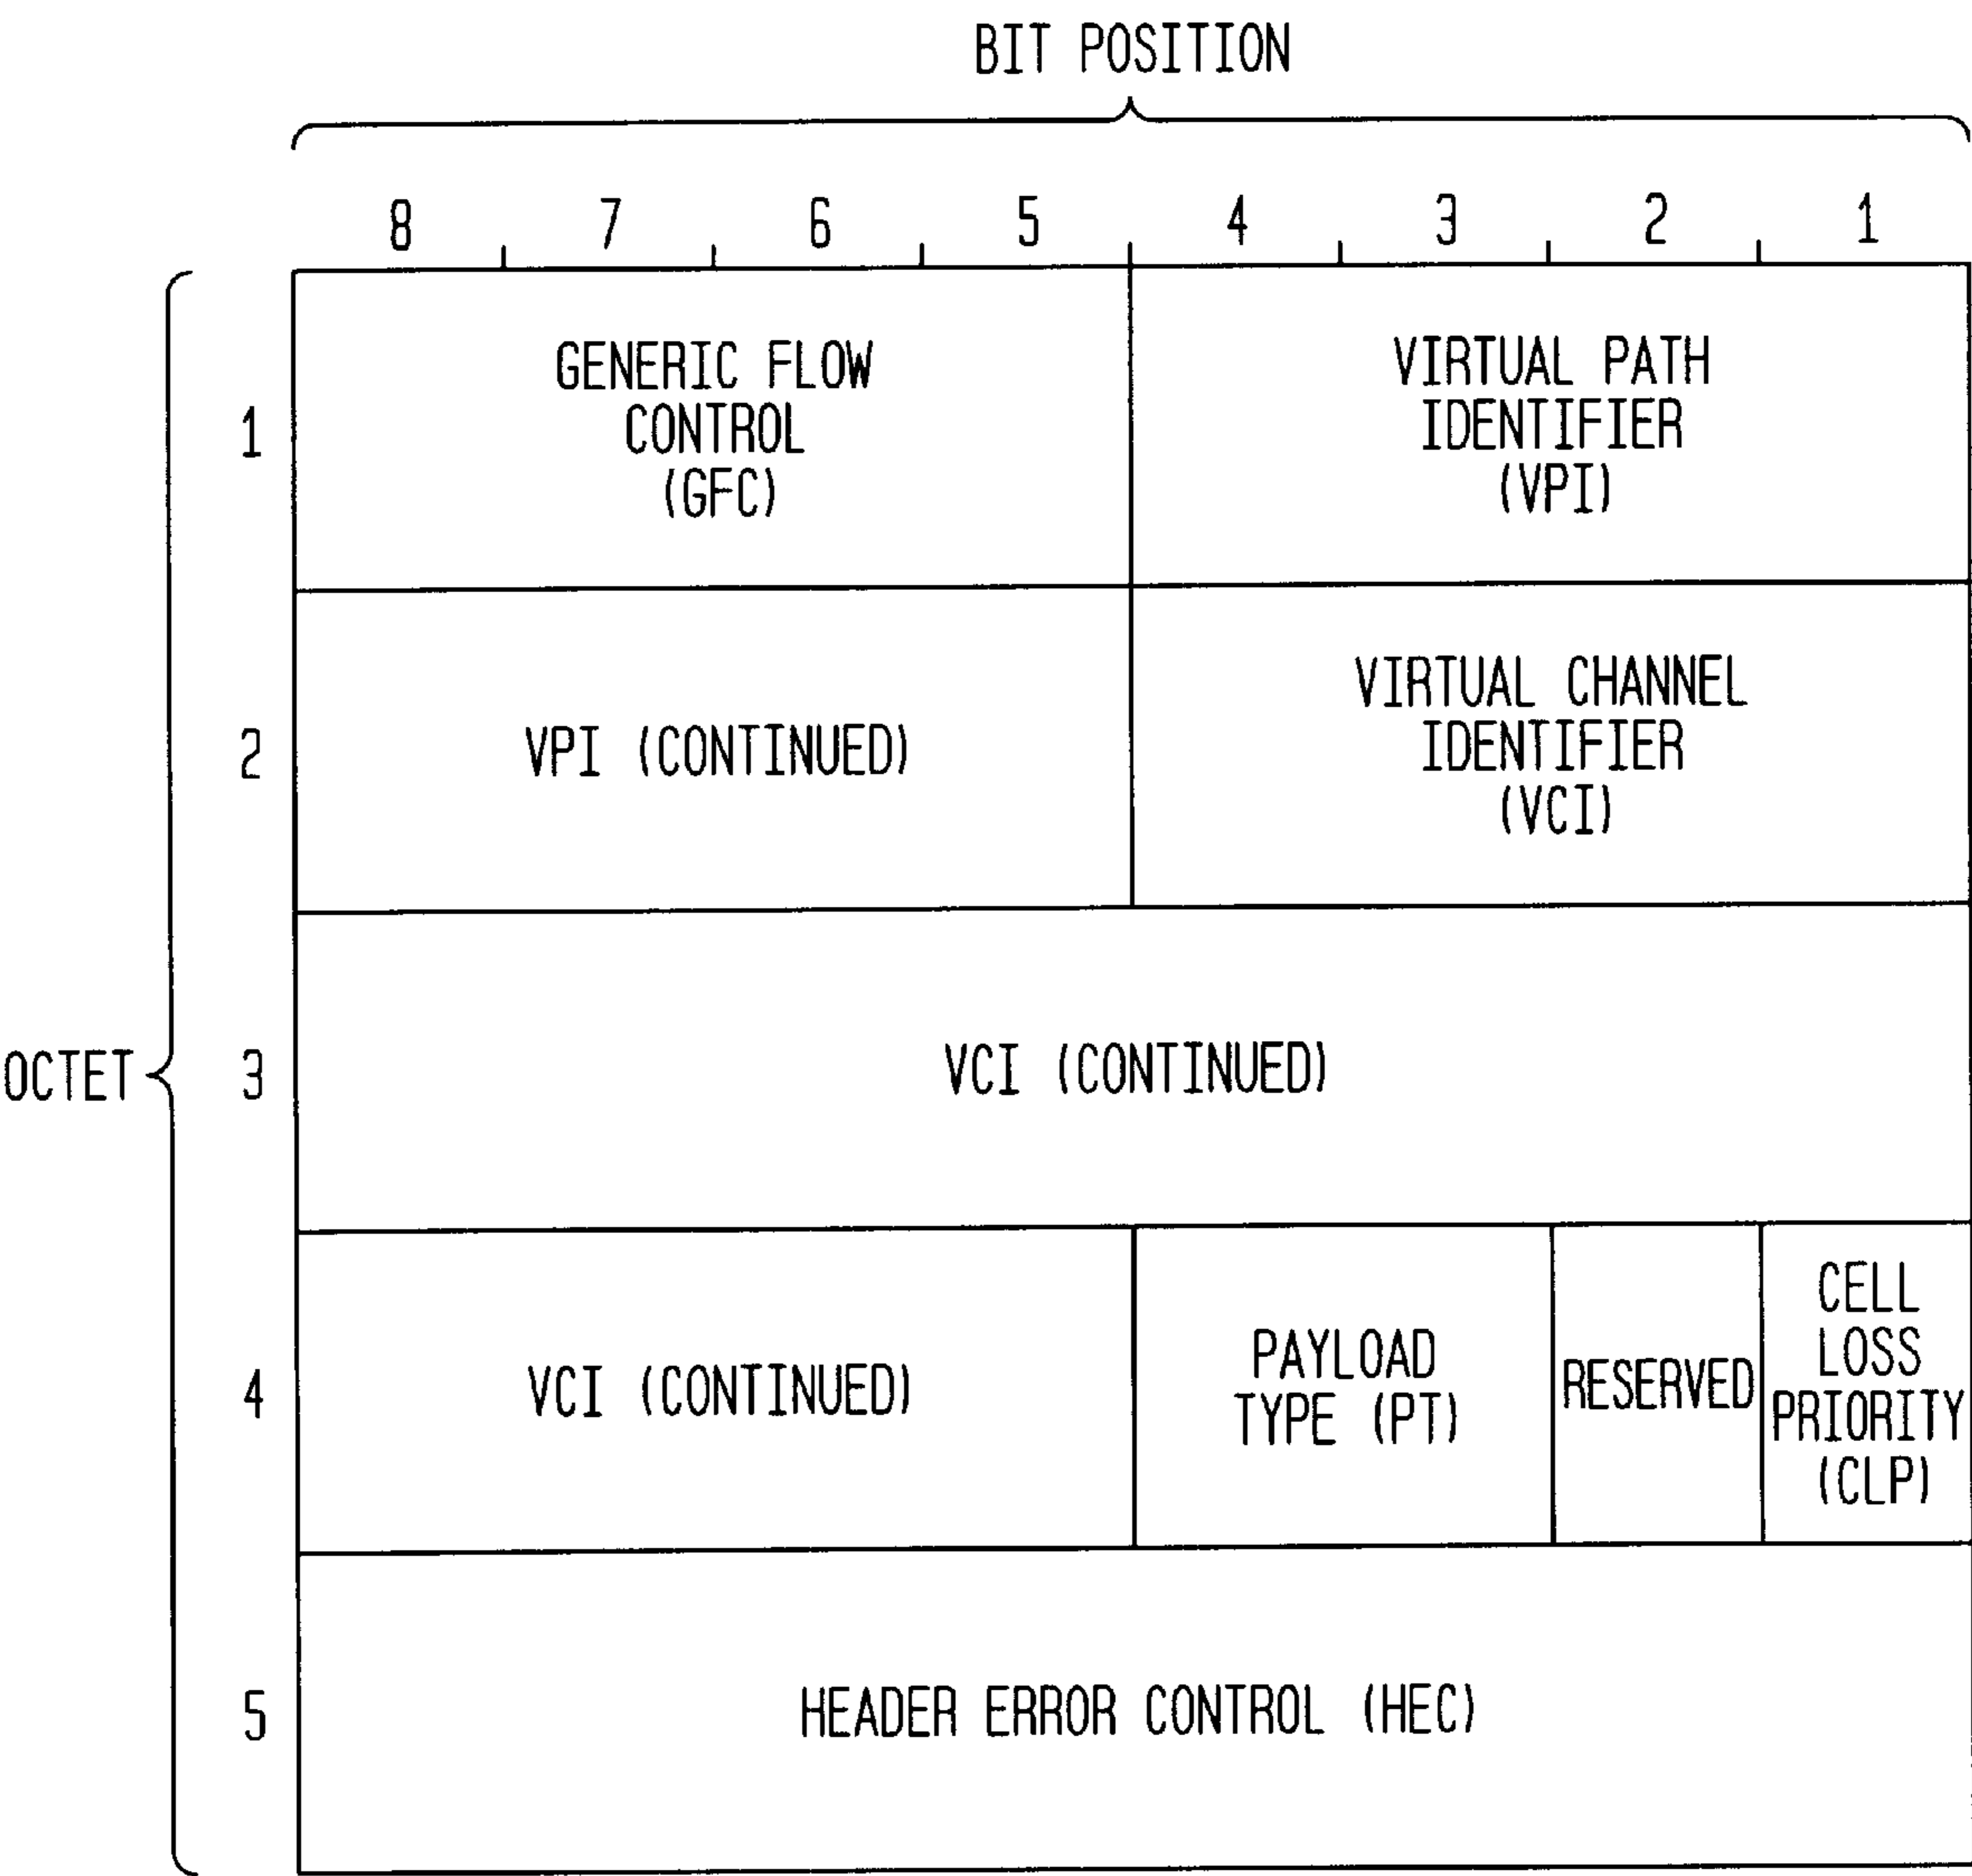 BIT POSITION
8 7 6 5 4 3 2 1
OCTET
1
GENERIC FLOW
CONTROL
(GFC)
VIRTUAL PATH
IDENTIFIER
(VPI)
2
VPI (CONTINUED)
VIRTUAL CHANNEL
IDENTIFIER
(VCI)
3
VCI (CONTINUED)
4
VCI (CONTINUED)
PAYLOAD
TYPE (PT)
RESERVED
CELL
LOSS
PRIORITY
(CLP)
5
HEADER ERROR CONTROL (HEC)